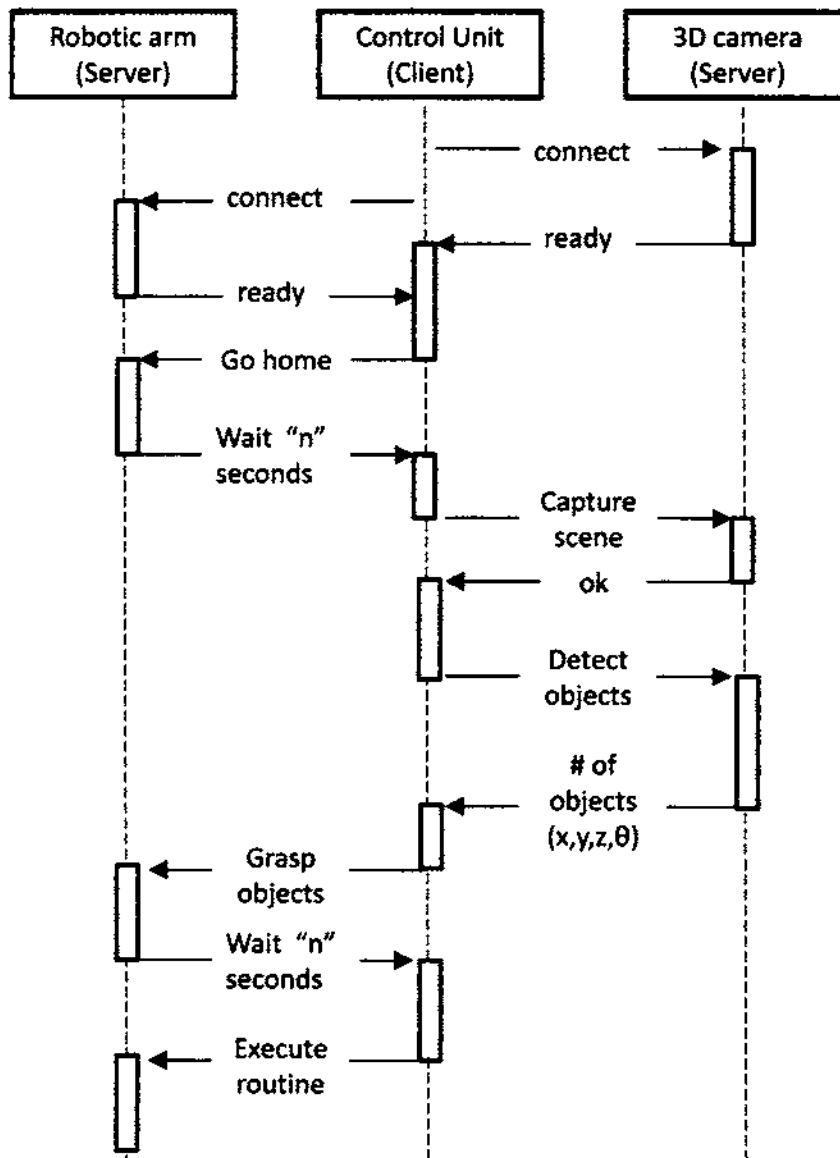 Robotic arm
(Server)
Control Unit
(Client)
3D camera
(Server)
connect
connect
ready
ready
Go home
Wait “n”
seconds
Capture
scene
ok
Detect
objects
# of
objects
(x,y,z,θ)
Grasp
objects
Wait “n”
seconds
Execute
routine